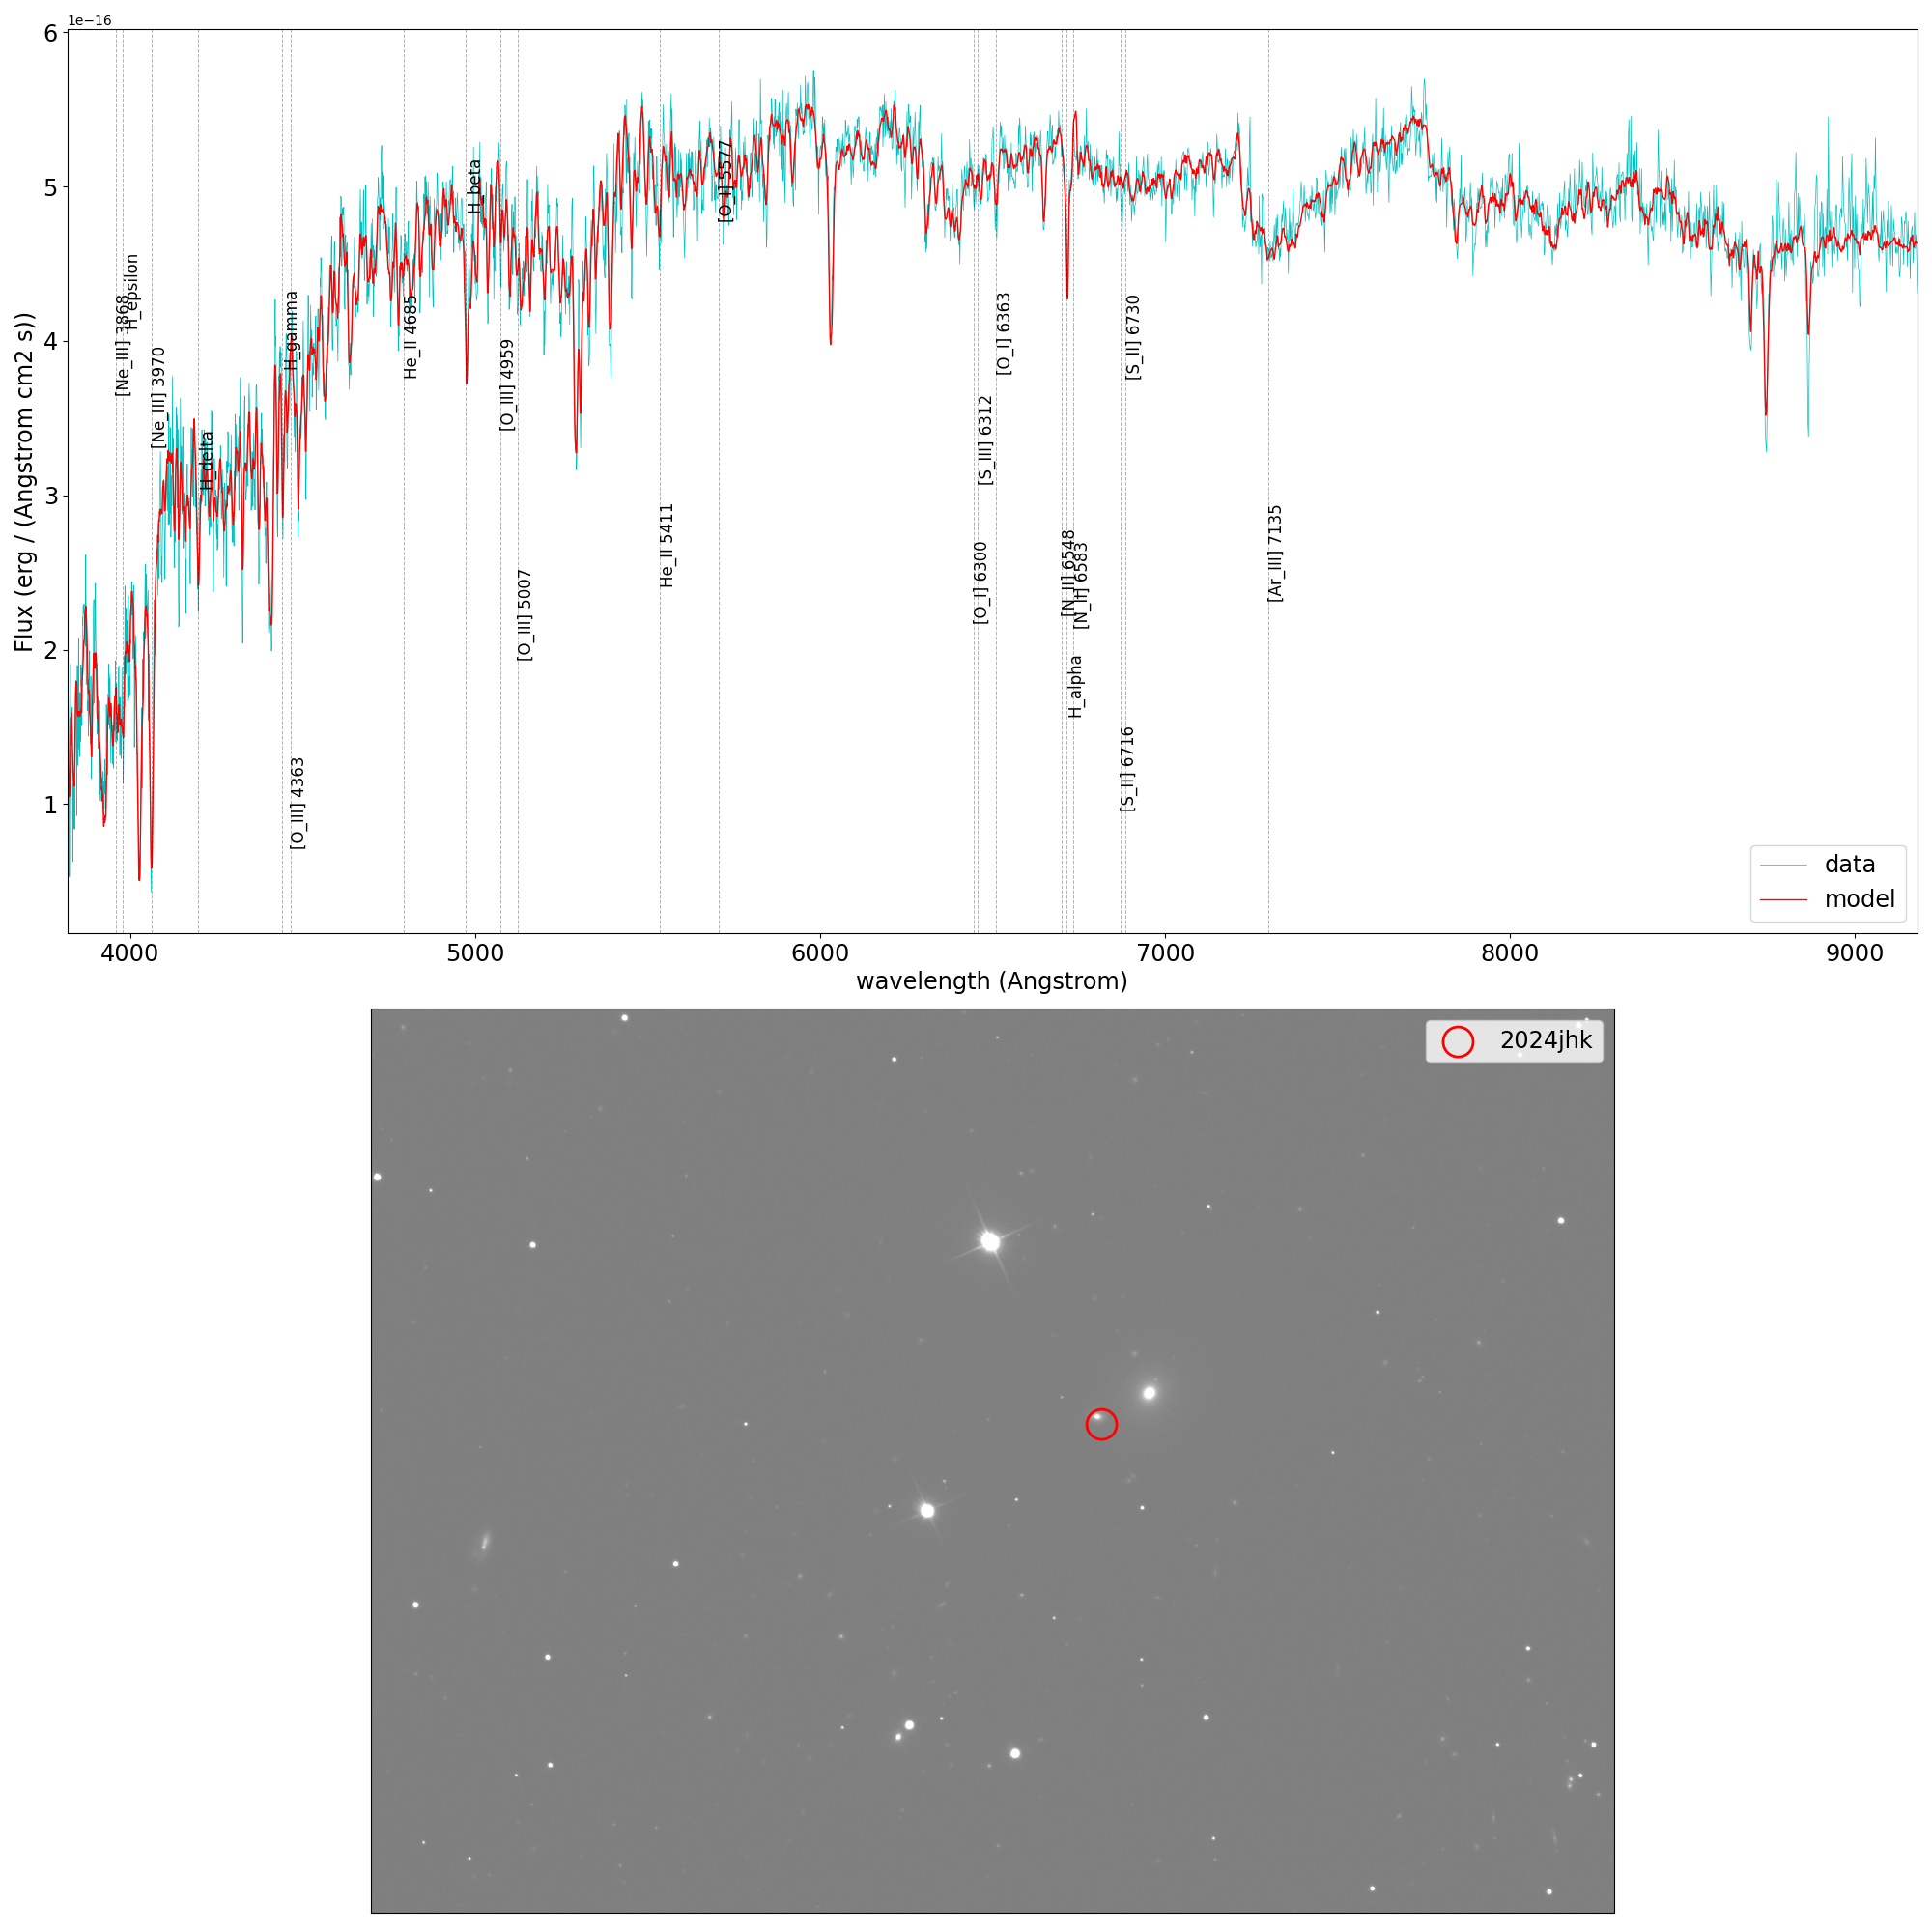 1e−16
6
5
4
3
2
1
Flux (erg / (Angstrom cm2 s))
[Ne_III] 3868
H_epsilon
[Ne_III] 3970
H_delta
H_gamma
[O_III] 4363
He_II 4685
H_beta
[O_III] 4959
[O_III] 5007
He_II 5411
[O_I] 5577
[O_I] 6300
[S_III] 6312
[O_I] 6363
[N_II] 6548
H_alpha
[N_II] 6583
[S_II] 6716
[S_II] 6730
[Ar_III] 7135
data
model
4000 5000 6000 7000 8000 9000
wavelength (Angstrom)
2024jhk